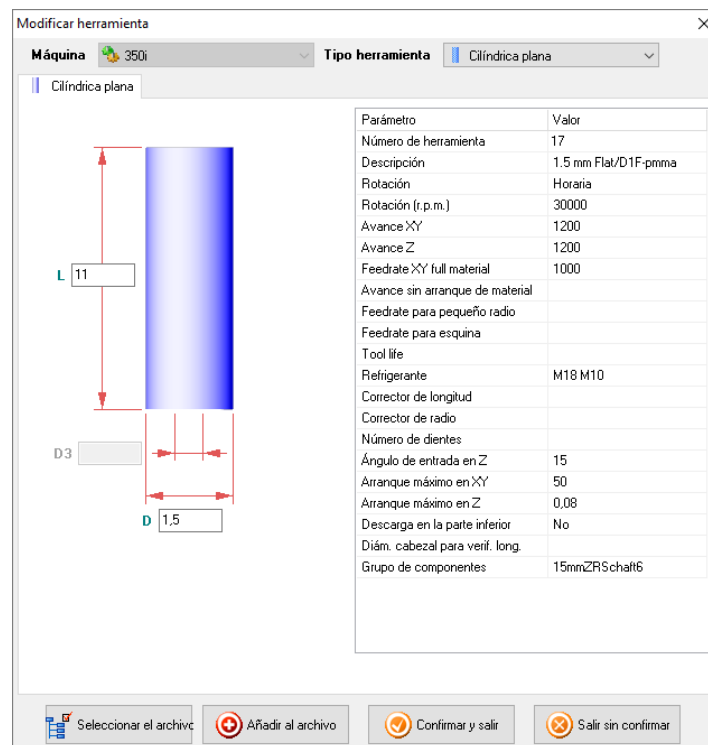 Modificar herramienta
Máquina 350i Tipo herramienta Cilíndrica plana
Cilíndrica plana
Parámetro Valor
Número de herramienta 17
Descripción 1.5 mm Flat/D1F-pmma
Rotación Horaria
Rotación (r.p.m.) 30000
Avance XY 1200
Avance Z 1200
Feedrate XY full material 1000
L 11
Avance sin arranque de material
Feedrate para pequeño radio
Feedrate para esquina
Tool life
Refrigerante M18 M10
Corrector de longitud
Corrector de radio
Número de dientes
D3
Ángulo de entrada en Z 15
Arranque máximo en XY 50
Arranque máximo en Z 0,08
D 1,5
Descarga en la parte inferior No
Diám. cabezal para verif. long.
Grupo de componentes 15mmZRSchaft6
Seleccionar el archivo Añadir al archivo Confirmar y salir Salir sin confirmar